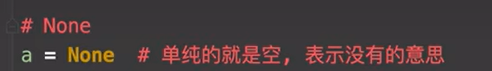 # None
a = None  # 单纯的就是空, 表示没有的意思